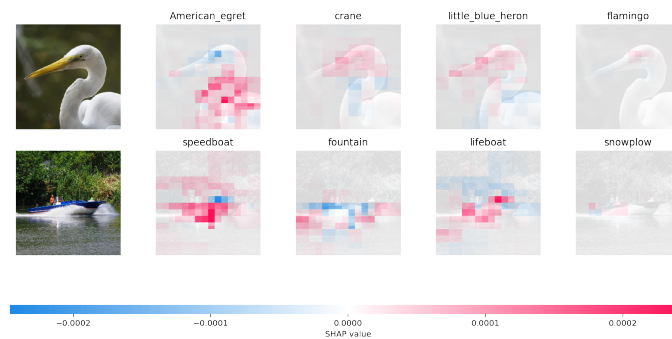 American_egret crane little_blue_heron flamingo
speedboat fountain lifeboat snowplow
−0.0002 −0.0001 0.0000 0.0001 0.0002
SHAP value